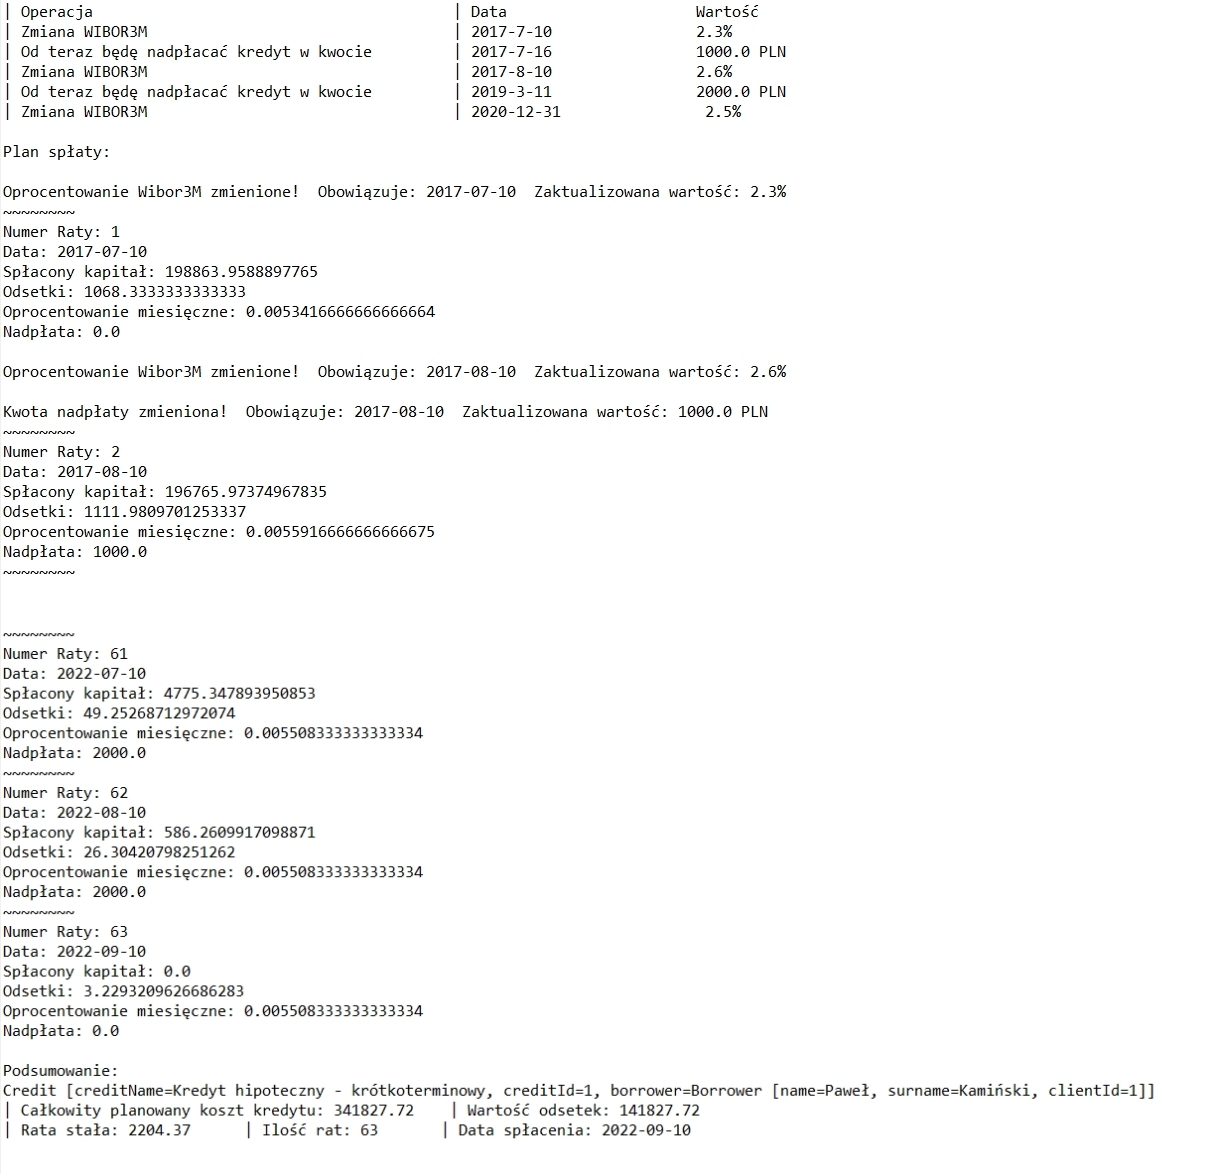 | Operacja | Data Wartość
| Zmiana WIBOR3M | 2017-7-10 2.3%
| Od teraz będę nadpłacać kredyt w kwocie | 2017-7-16 1000.0 PLN
| Zmiana WIBOR3M | 2017-8-10 2.6%
| Od teraz będę nadpłacać kredyt w kwocie | 2019-3-11 2000.0 PLN
| Zmiana WIBOR3M | 2020-12-31 2.5%
Plan spłaty:
Oprocentowanie Wibor3M zmienione! Obowiązuje: 2017-07-10 Zaktualizowana wartość: 2.3%
~~~~~~~~
Numer Raty: 1
Data: 2017-07-10
Spłacony kapitał: 198863.9588897765
Odsetki: 1068.3333333333333
Oprocentowanie miesięczne: 0.0053416666666666664
Nadpłata: 0.0
Oprocentowanie Wibor3M zmienione! Obowiązuje: 2017-08-10 Zaktualizowana wartość: 2.6%
Kwota nadpłaty zmieniona! Obowiązuje: 2017-08-10 Zaktualizowana wartość: 1000.0 PLN
~~~~~~~~
Numer Raty: 2
Data: 2017-08-10
Spłacony kapitał: 196765.97374967835
Odsetki: 1111.9809701253337
Oprocentowanie miesięczne: 0.0055916666666666675
Nadpłata: 1000.0
~~~~~~~~
~~~~~~~~
Numer Raty: 61
Data: 2022-07-10
Spłacony kapitał: 4775.347893950853
Odsetki: 49.25268712972074
Oprocentowanie miesięczne: 0.005508333333333334
Nadpłata: 2000.0
~~~~~~~~
Numer Raty: 62
Data: 2022-08-10
Spłacony kapitał: 586.2609917098871
Odsetki: 26.30420798251262
Oprocentowanie miesięczne: 0.005508333333333334
Nadpłata: 2000.0
~~~~~~~~
Numer Raty: 63
Data: 2022-09-10
Spłacony kapitał: 0.0
Odsetki: 3.2293209626686283
Oprocentowanie miesięczne: 0.005508333333333334
Nadpłata: 0.0
Podsumowanie:
Credit [creditName=Kredyt hipoteczny - krótkoterminowy, creditId=1, borrower=Borrower [name=Paweł, surname=Kamiński, clientId=1]]
| Całkowity planowany koszt kredytu: 341827.72 | Wartość odsetek: 141827.72
| Rata stała: 2204.37 | Ilość rat: 63 | Data spłacenia: 2022-09-10